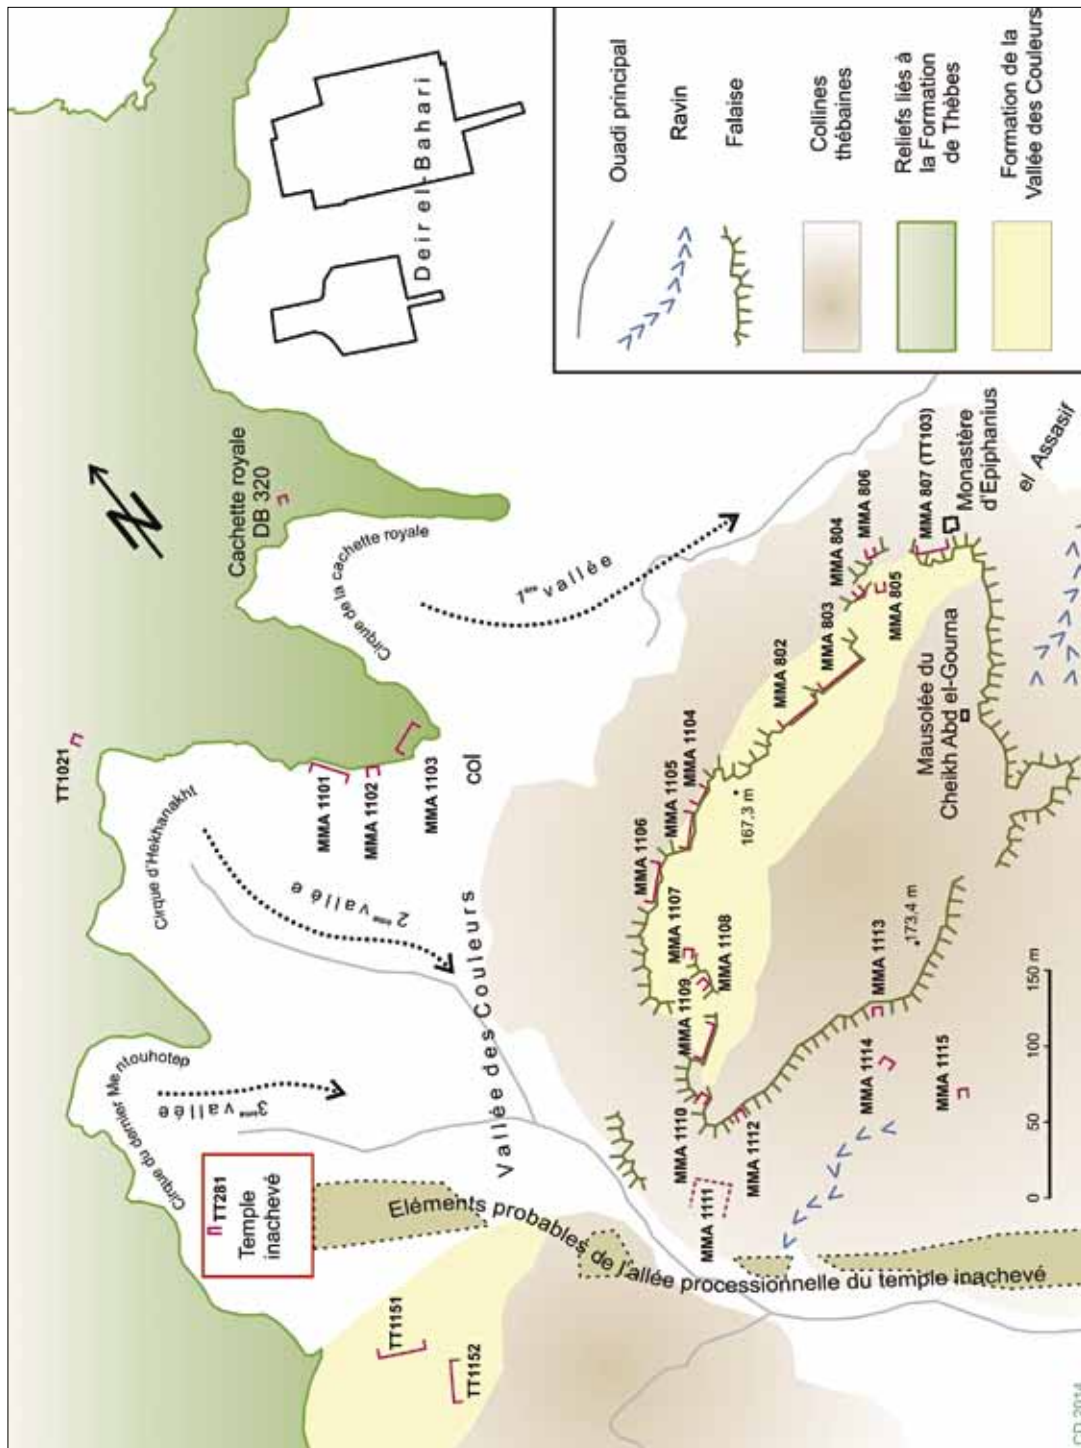 TT1021
Cachette royale
DB 320
Deir el-Bahari
Cirque de la cachette royale
1ère vallée
Cirque d'Hekhanakht
2ème vallée
MMA 1101
MMA 1102
MMA 1103
col
Cirque du dernier Mentouhotep
3ème vallée
TT281
Temple
inachevé
Vallée des Couleurs
Eléments probables de l'allée processionnelle du temple inachevé
TT1151
TT1152
MMA 1104
MMA 1105
MMA 1106
MMA 1107
MMA 1108
MMA 1109
MMA 1110
MMA 1111
MMA 1112
MMA 1113
MMA 1114
MMA 1115
167,3 m
173,4 m
MMA 802
MMA 803
MMA 804
MMA 805
MMA 806
MMA 807 (TT103)
Monastère
d'Epiphanius
el Assasif
Mausolée du
Cheikh Abd el-Gourna
0 50 100 150 m
N
Ouadi principal
Ravin
Falaise
Collines
thébaines
Reliefs liés à
la Formation
de Thèbes
Formation de la
Vallée des Couleurs
CD 2014